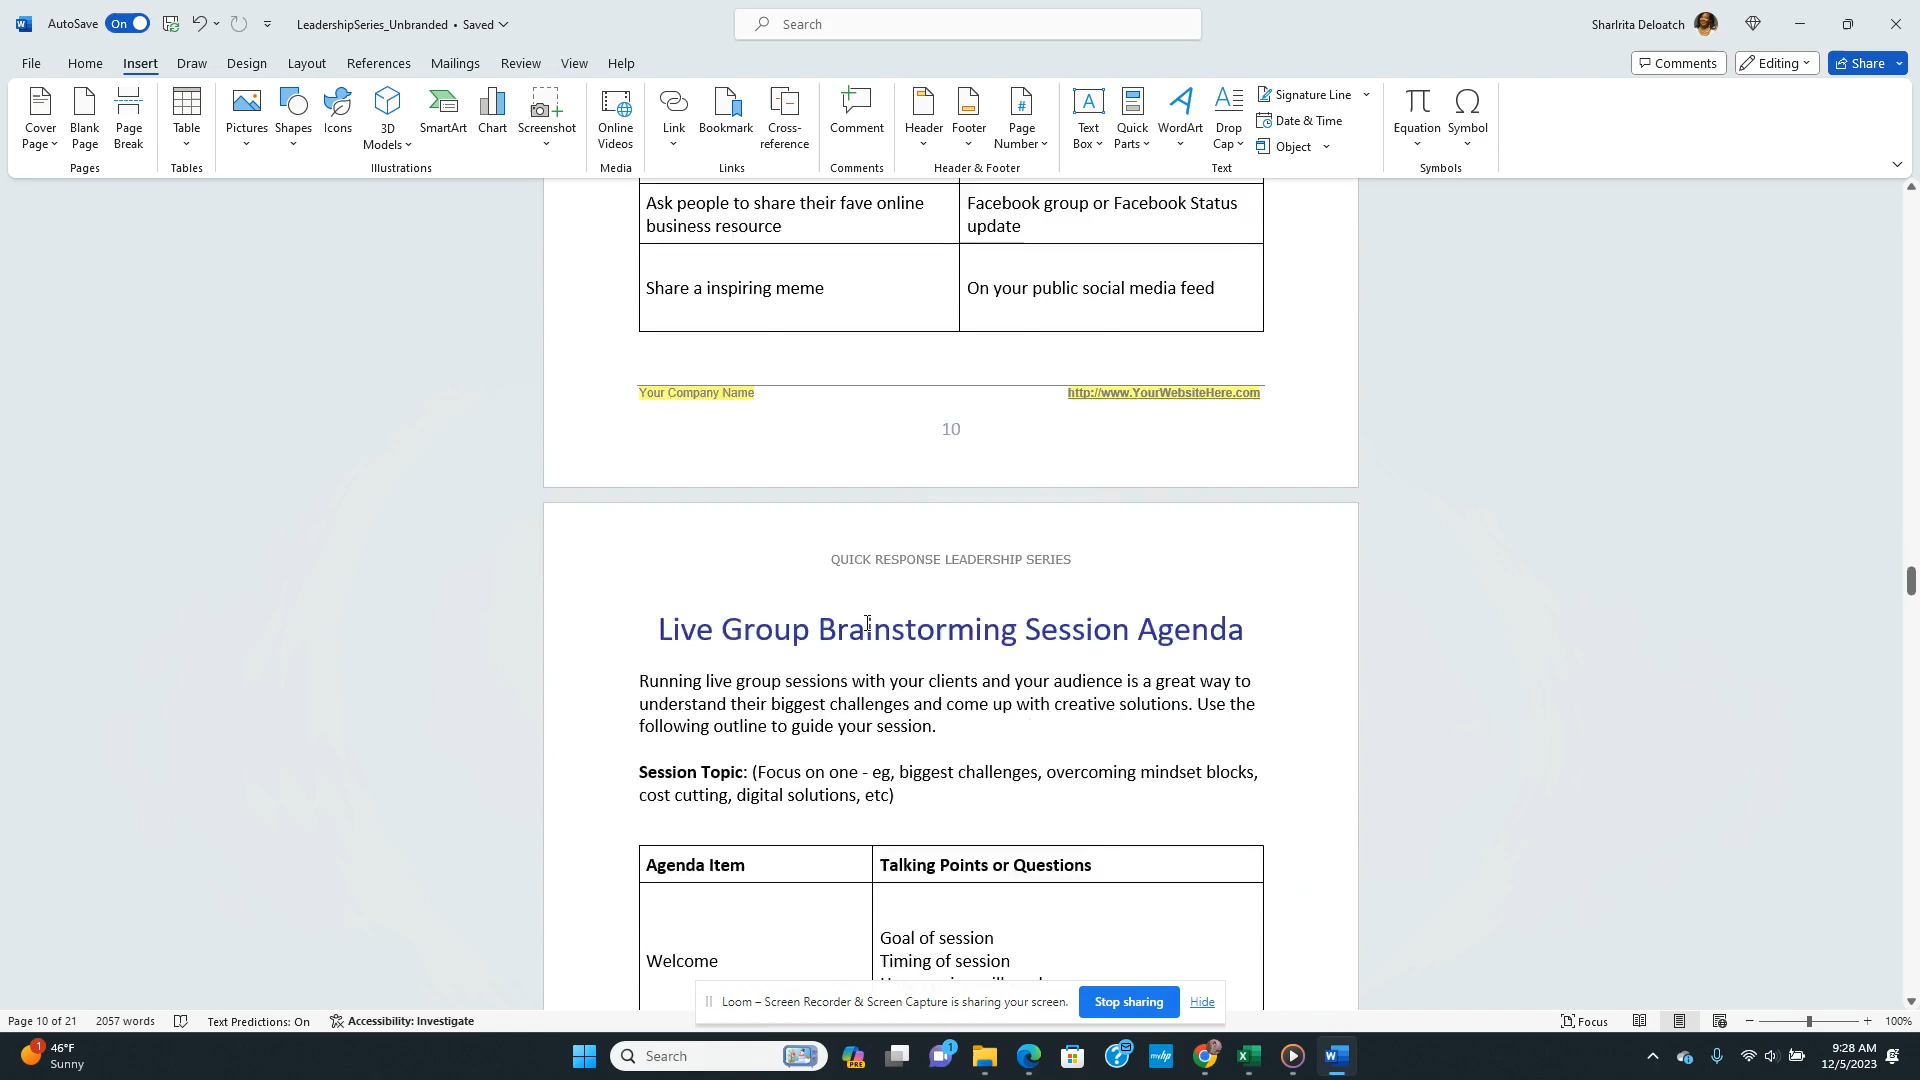 AutoSave On LeadershipSeries_Unbranded • Saved Search SharIrita Deloatch
File Home Insert Draw Design Layout References Mailings Review View Help Comments Editing Share
Cover Page Blank Page Page Break Table Pictures Shapes Icons 3D Models SmartArt Chart Screenshot Online Videos Link Bookmark Cross-reference Comment Header Footer Page Number Text Box Quick Parts WordArt Drop Cap Signature Line Date & Time Object Equation Symbol
Pages Tables Illustrations Media Links Comments Header & Footer Text Symbols
Ask people to share their fave online business resource
Facebook group or Facebook Status update
Share a inspiring meme
On your public social media feed
Your Company Name http://www.YourWebsiteHere.com
10
QUICK RESPONSE LEADERSHIP SERIES
Live Group Brainstorming Session Agenda
Running live group sessions with your clients and your audience is a great way to
understand their biggest challenges and come up with creative solutions. Use the
following outline to guide your session.
Session Topic: (Focus on one - eg, biggest challenges, overcoming mindset blocks,
cost cutting, digital solutions, etc)
Agenda Item Talking Points or Questions
Welcome
Goal of session
Timing of session
Loom – Screen Recorder & Screen Capture is sharing your screen. Stop sharing Hide
Page 10 of 21 2057 words Text Predictions: On Accessibility: Investigate Focus 100%
1 46°F
Sunny
Search
PRE
1
myhp
9:28 AM
12/5/2023